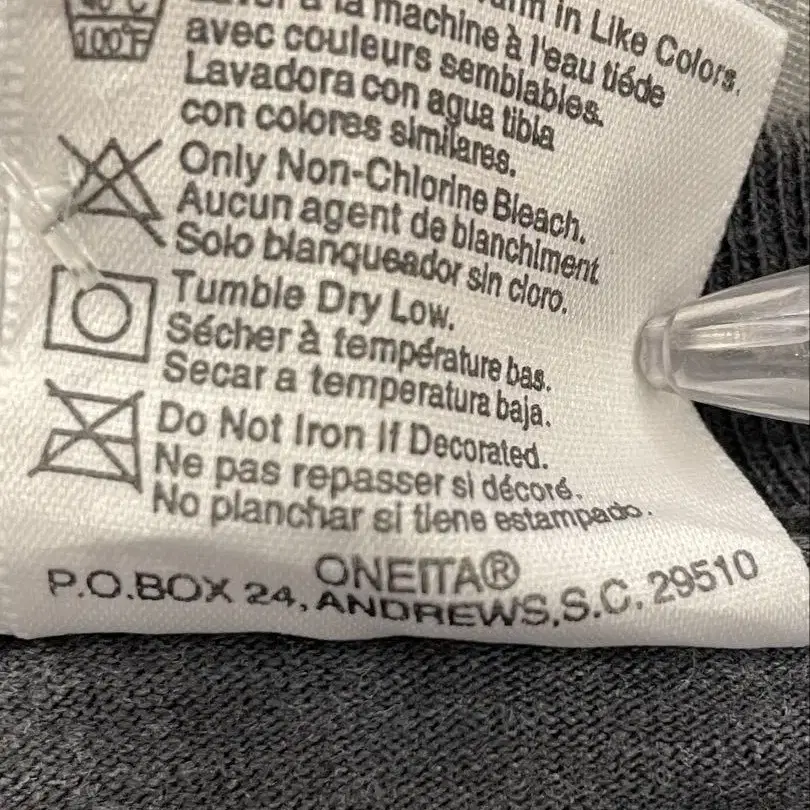 40°C
100°F
in Like Colors.
à la machine à l'eau tiéde
avec couleurs semblables.
Lavadora con agua tibia
con colores similares.
Only Non-Chlorine Bleach.
Aucun agent de blanchiment
Solo blanqueador sin cloro.
Tumble Dry Low.
Sécher à température bas.
Secar a temperatura baja.
Do Not Iron If Decorated.
Ne pas repasser si décoré.
No planchar si tiene estampado.
ONEITA®
P.O.BOX 24, ANDREWS,S.C. 29510